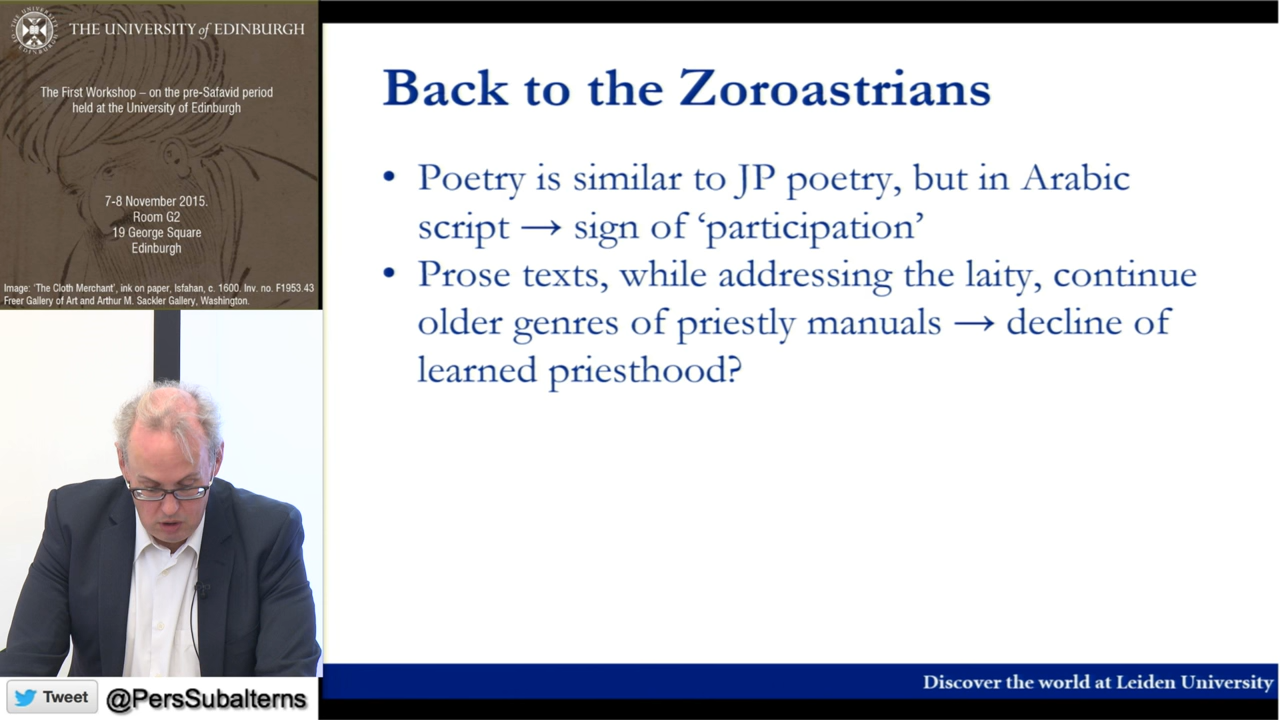 THE UNIVERSITY of EDINBURGH
The First Workshop – on the pre-Safavid period
held at the University of Edinburgh
7-8 November 2015.
Room G2
19 George Square
Edinburgh
Image: 'The Cloth Merchant', ink on paper, Isfahan, c. 1600. Inv. no. F1953.43
Freer Gallery of Art and Arthur M. Sackler Gallery, Washington.
Tweet @PersSubalterns
Back to the Zoroastrians
• Poetry is similar to JP poetry, but in Arabic
script → sign of ‘participation’
• Prose texts, while addressing the laity, continue
older genres of priestly manuals → decline of
learned priesthood?
Discover the world at Leiden University